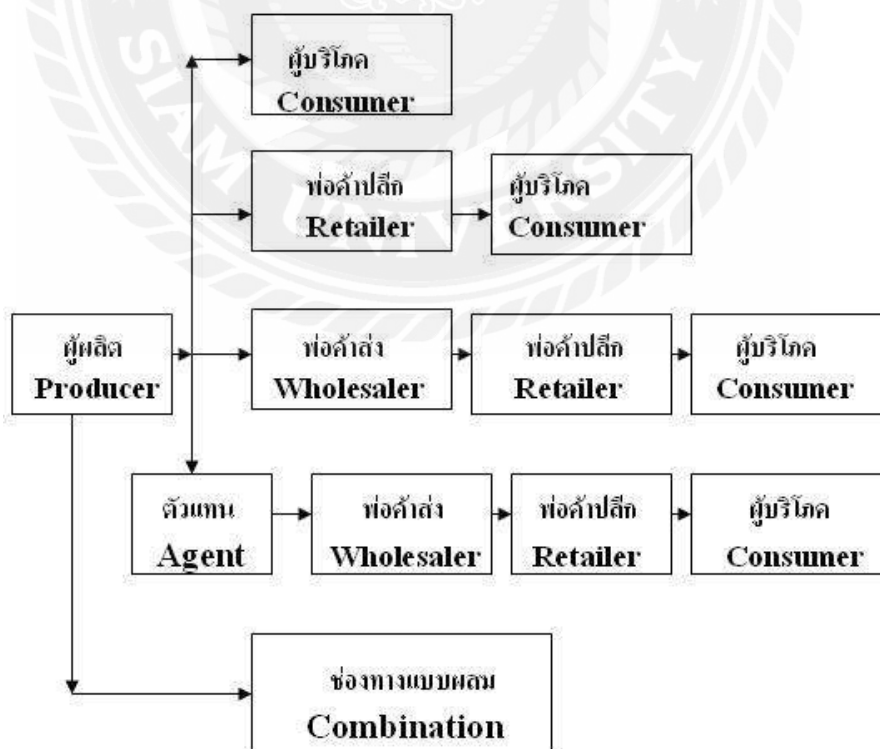 ผู้บริโภค
Consumer
พ่อค้าปลีก
Retailer
ผู้บริโภค
Consumer
ผู้ผลิต
Producer
พ่อค้าส่ง
Wholesaler
พ่อค้าปลีก
Retailer
ผู้บริโภค
Consumer
ตัวแทน
Agent
พ่อค้าส่ง
Wholesaler
พ่อค้าปลีก
Retailer
ผู้บริโภค
Consumer
ช่องทางแบบผสม
Combination
SIAM UNIVERSITY